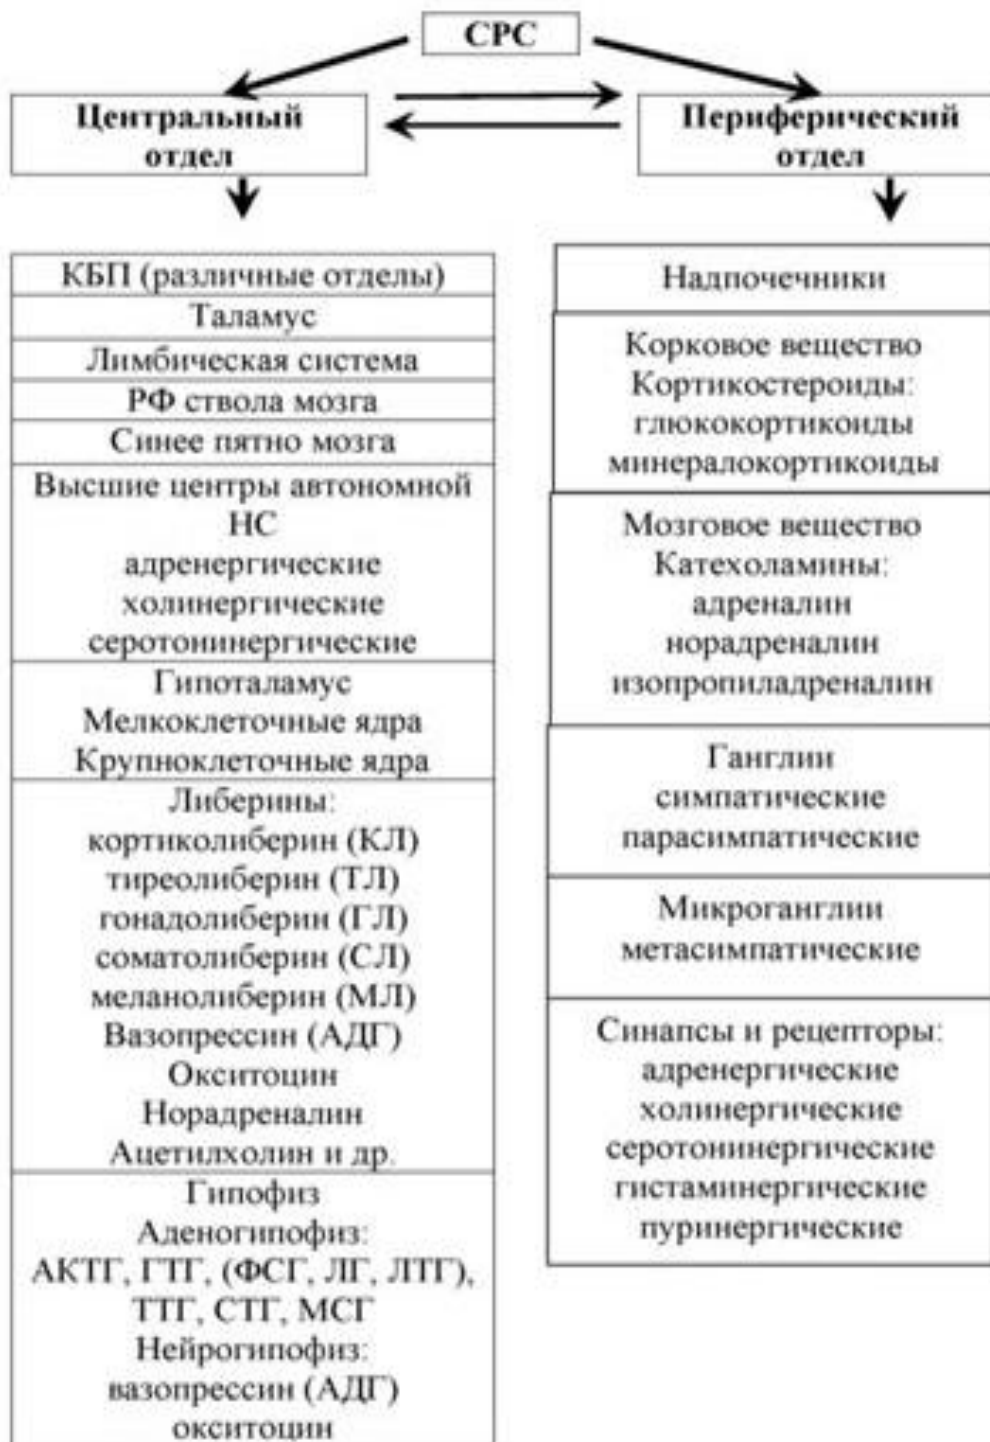 СРС
Центральный
отдел
Периферический
отдел
КБП (различные отделы)
Таламус
Лимбическая система
РФ ствола мозга
Синее пятно мозга
Высшие центры автономной
НС
адренергические
холинергические
серотонинергические
Гипоталамус
Мелкоклеточные ядра
Крупноклеточные ядра
Либерины:
кортиколиберин (КЛ)
тиреолиберин (ТЛ)
гонадолиберин (ГЛ)
соматолиберин (СЛ)
меланолиберин (МЛ)
Вазопрессин (АДГ)
Окситоцин
Норадреналин
Ацетилхолин и др.
Гипофиз
Аденогипофиз:
АКТГ, ГТГ, (ФСГ, ЛГ, ЛТГ),
ТТГ, СТГ, МСГ
Нейрогипофиз:
вазопрессин (АДГ)
окситоцин
Надпочечники
Корковое вещество
Кортикостероиды:
глюкокортикоиды
минералокортикоиды
Мозговое вещество
Катехоламины:
адреналин
норадреналин
изопропиладреналин
Ганглии
симпатические
парасимпатические
Микроганглии
метасимпатические
Синапсы и рецепторы:
адренергические
холинергические
серотонинергические
гистаминергические
пуринергические